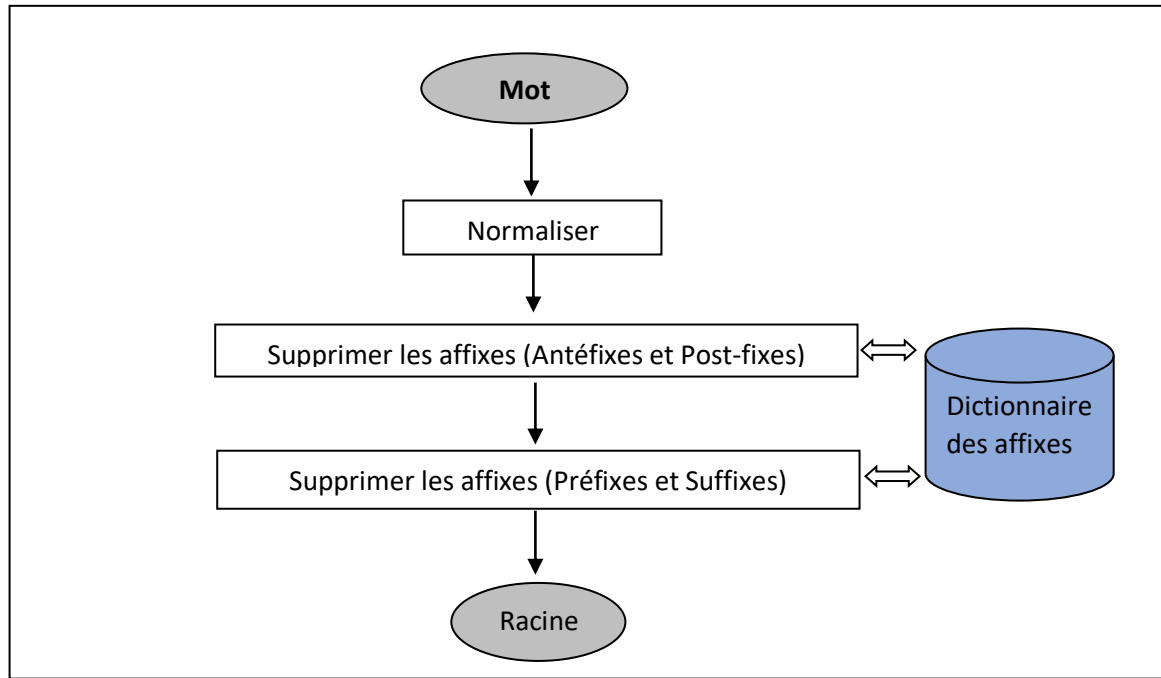 Mot
Normaliser
Supprimer les affixes (Antéfixes et Post-fixes)
Dictionnaire
des affixes
Supprimer les affixes (Préfixes et Suffixes)
Racine